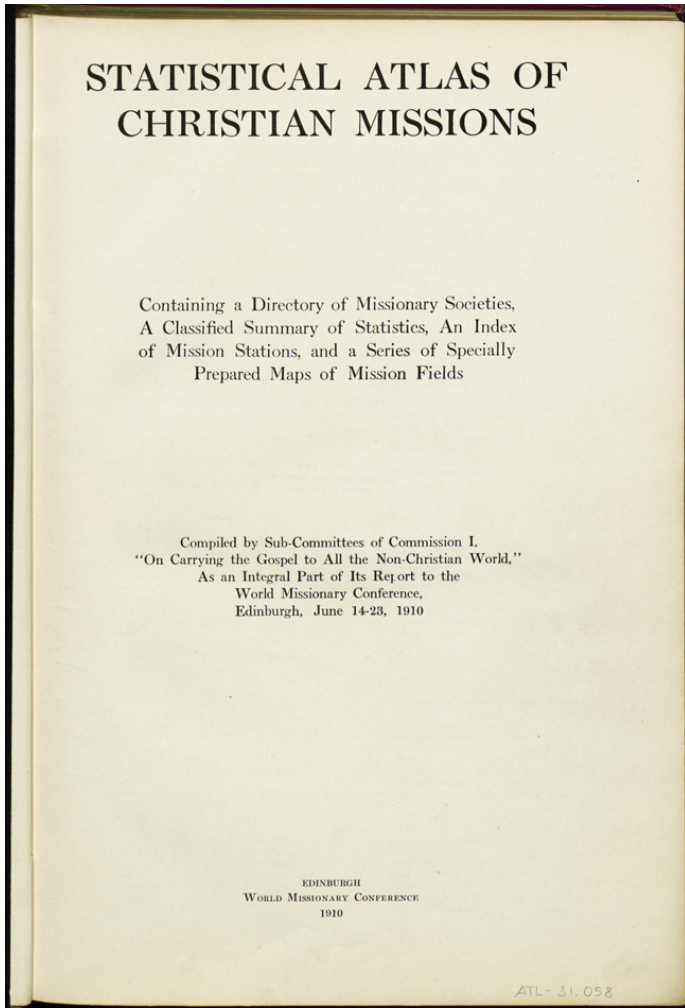 STATISTICAL ATLAS OF
CHRISTIAN MISSIONS
Containing a Directory of Missionary Societies,
A Classified Summary of Statistics, An Index
of Mission Stations, and a Series of Specially
Prepared Maps of Mission Fields
Compiled by Sub-Committees of Commission I,
“On Carrying the Gospel to All the Non-Christian World,”
As an Integral Part of Its Report to the
World Missionary Conference,
Edinburgh, June 14-23, 1910
EDINBURGH
WORLD MISSIONARY CONFERENCE
1910
ATL- 31.058